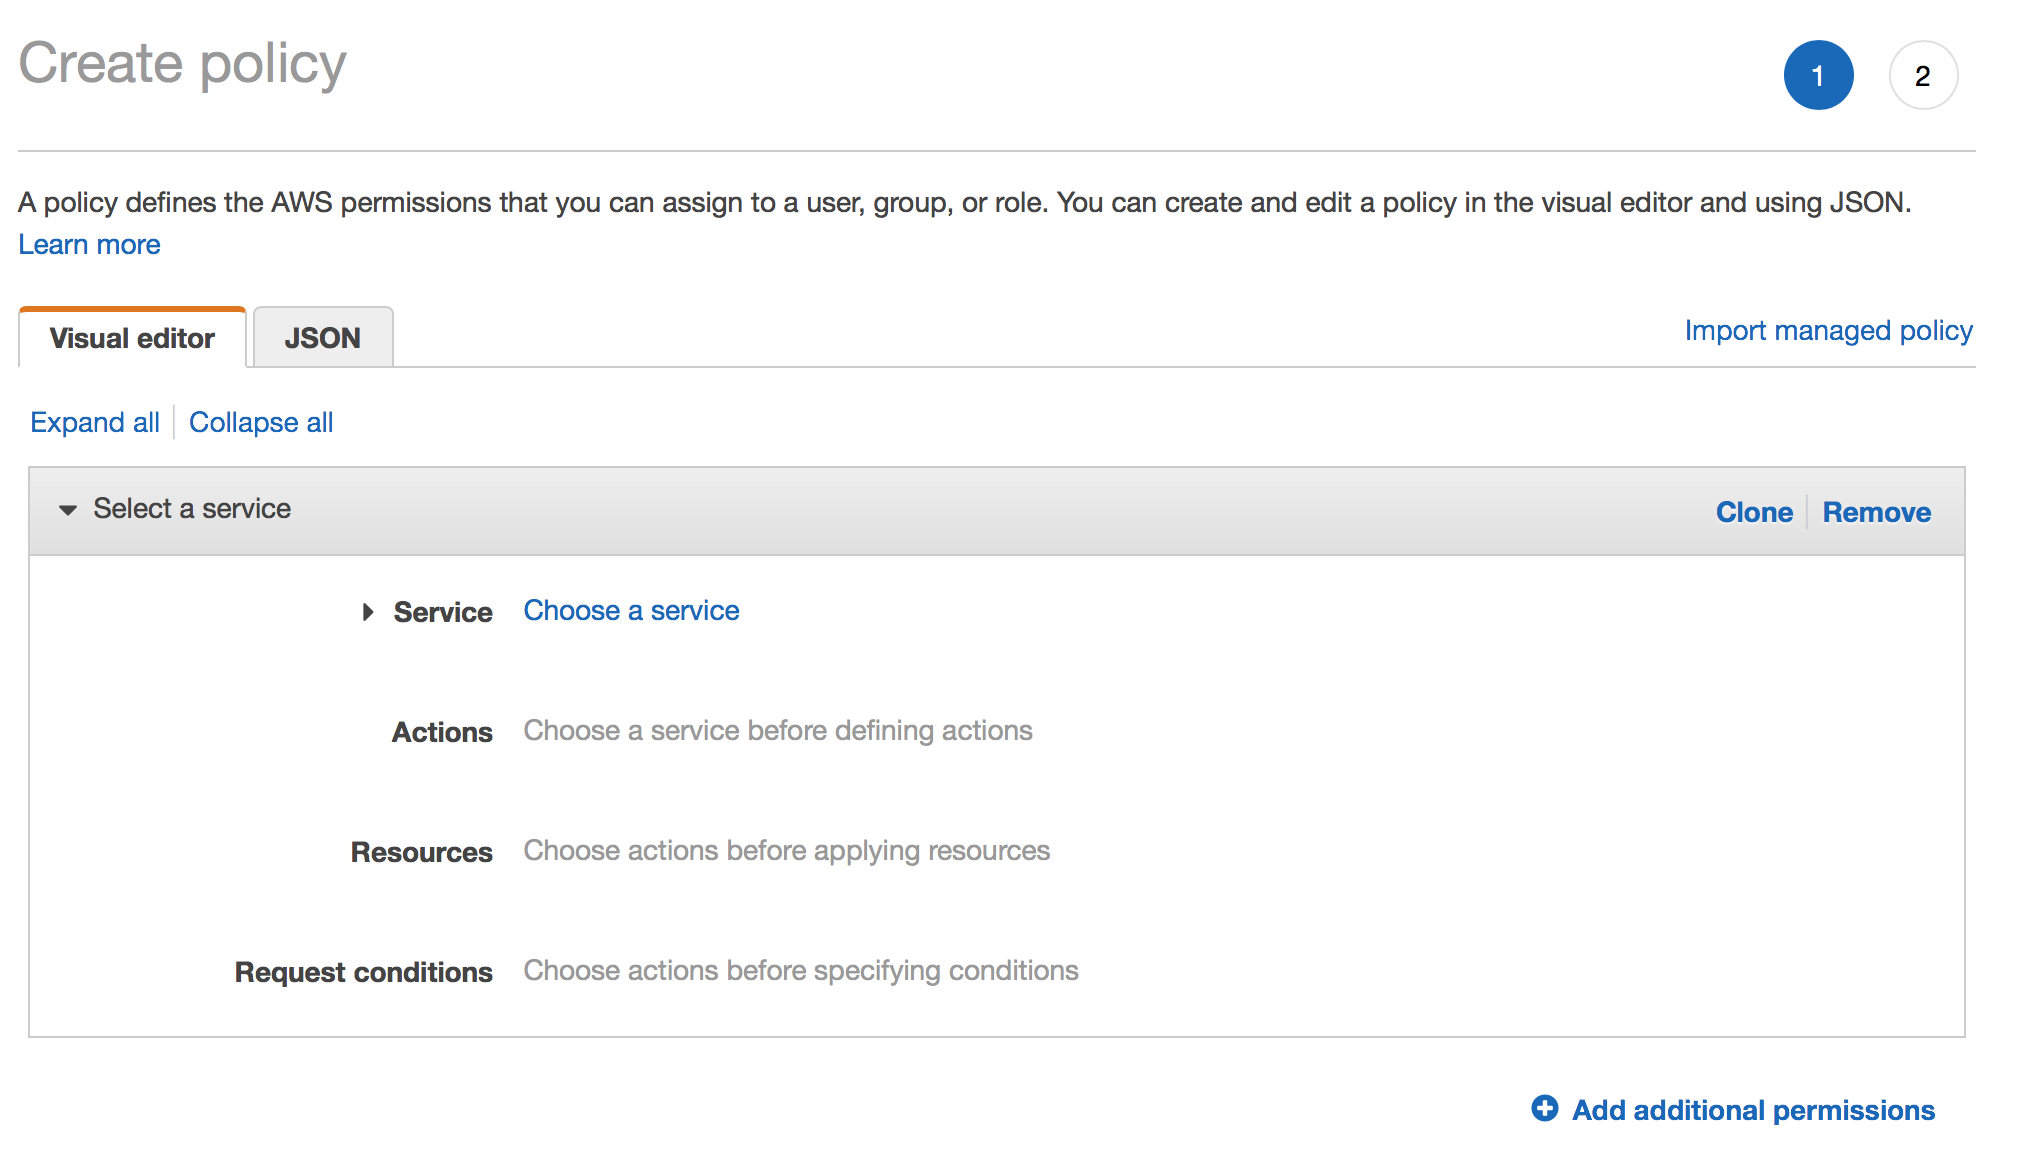 Create policy
1 2
A policy defines the AWS permissions that you can assign to a user, group, or role. You can create and edit a policy in the visual editor and using JSON.
Learn more
Visual editor JSON Import managed policy
Expand all Collapse all
Select a service Clone Remove
Service Choose a service
Actions Choose a service before defining actions
Resources Choose actions before applying resources
Request conditions Choose actions before specifying conditions
Add additional permissions